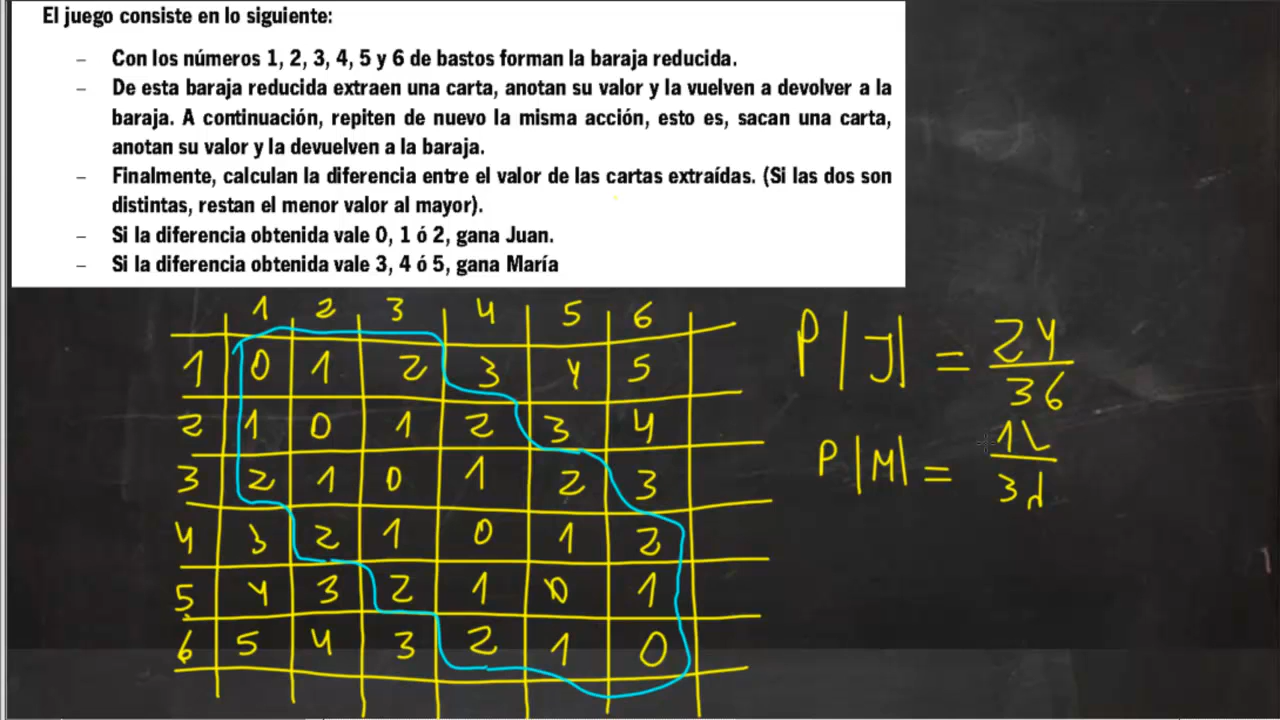 El juego consiste en lo siguiente:
– Con los números 1, 2, 3, 4, 5 y 6 de bastos forman la baraja reducida.
– De esta baraja reducida extraen una carta, anotan su valor y la vuelven a devolver a la
baraja. A continuación, repiten de nuevo la misma acción, esto es, sacan una carta,
anotan su valor y la devuelven a la baraja.
– Finalmente, calculan la diferencia entre el valor de las cartas extraídas. (Si las dos son
distintas, restan el menor valor al mayor).
– Si la diferencia obtenida vale 0, 1 ó 2, gana Juan.
– Si la diferencia obtenida vale 3, 4 ó 5, gana María
1 2 3 4 5 6
1 0 1 2 3 4 5
2 1 0 1 2 3 4
3 2 1 0 1 2 3
4 3 2 1 0 1 2
5 4 3 2 1 0 1
6 5 4 3 2 1 0
P(J) = 24/36
P(M) = 12/3